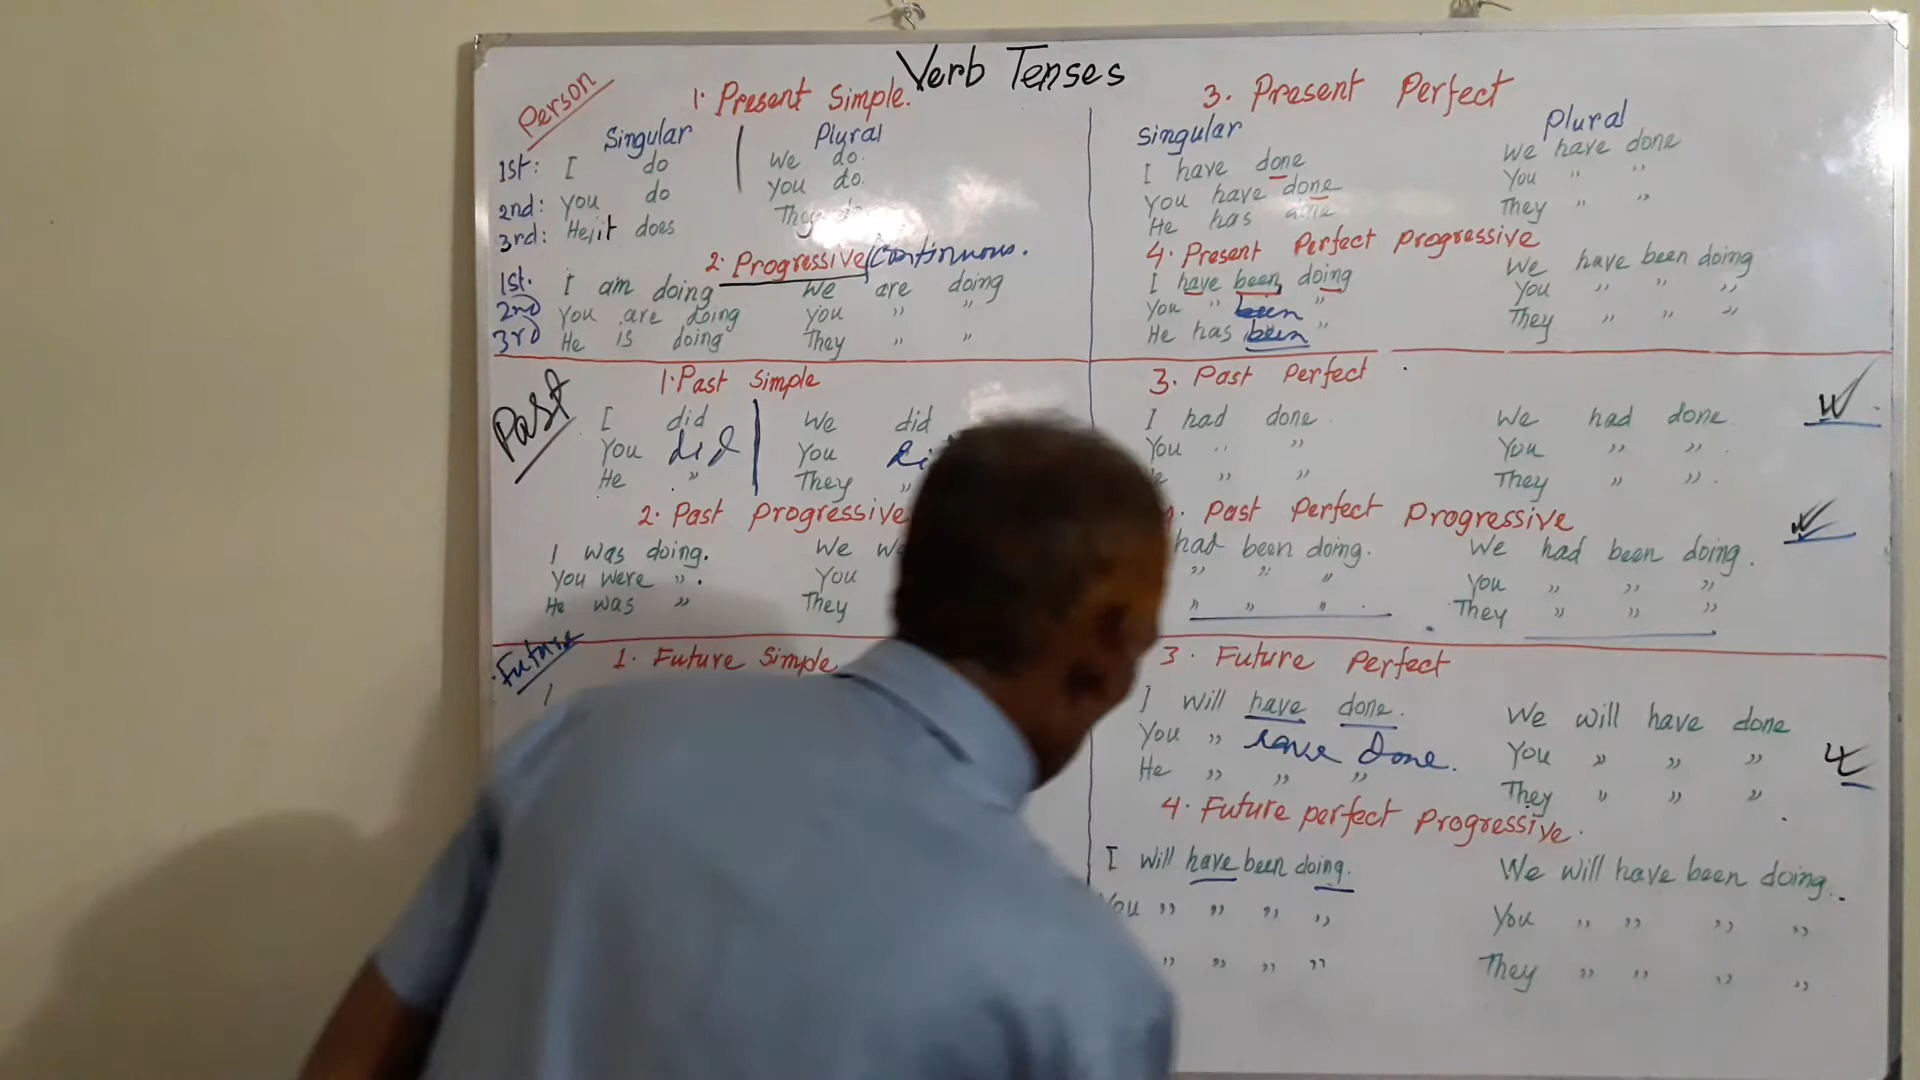 Verb Tenses
Person
1. Present Simple.
Singular Plural
1st: I do We do.
2nd: You do You do.
3rd: He,it does They
2. Progressive/Continuous.
1st. I am doing We are doing
2nd You are doing You " "
3rd He is doing They " "
3. Present Perfect
Singular Plural
I have done We have done
You have done You " "
He has They " "
4. Present Perfect Progressive
I have been doing We have been doing
You " been " You " " "
He has been " They " " "
Past
1. Past Simple
I did We did
You did You
He " They "
2. Past Progressive
I was doing. We
You were ". You
He was " They
3. Past Perfect
I had done. We had done
You " " You " ".
" " They " ".
Past Perfect Progressive
had been doing. We had been doing.
" " " You " " "
" " " They " " "
Future
1. Future Simple
I
3. Future Perfect
I will have done. We will have done
You " have done. You " " "
He " " " They " " "
4. Future perfect Progressive.
I will have been doing. We will have been doing..
You " " " " You " " " "
" " " " They " " " "